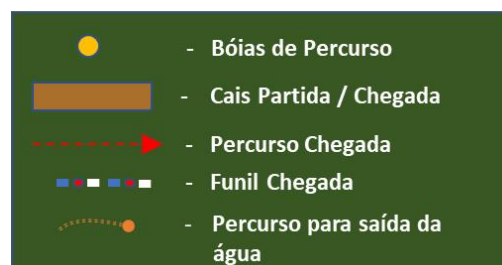 - Bóias de Percurso
- Cais Partida / Chegada
- Percurso Chegada
- Funil Chegada
- Percurso para saída da
água